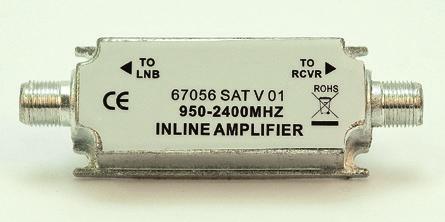 TO
LNB
TO
RCVR
67056 SAT V 01
ROHS
CE
950-2400MHZ
INLINE AMPLIFIER